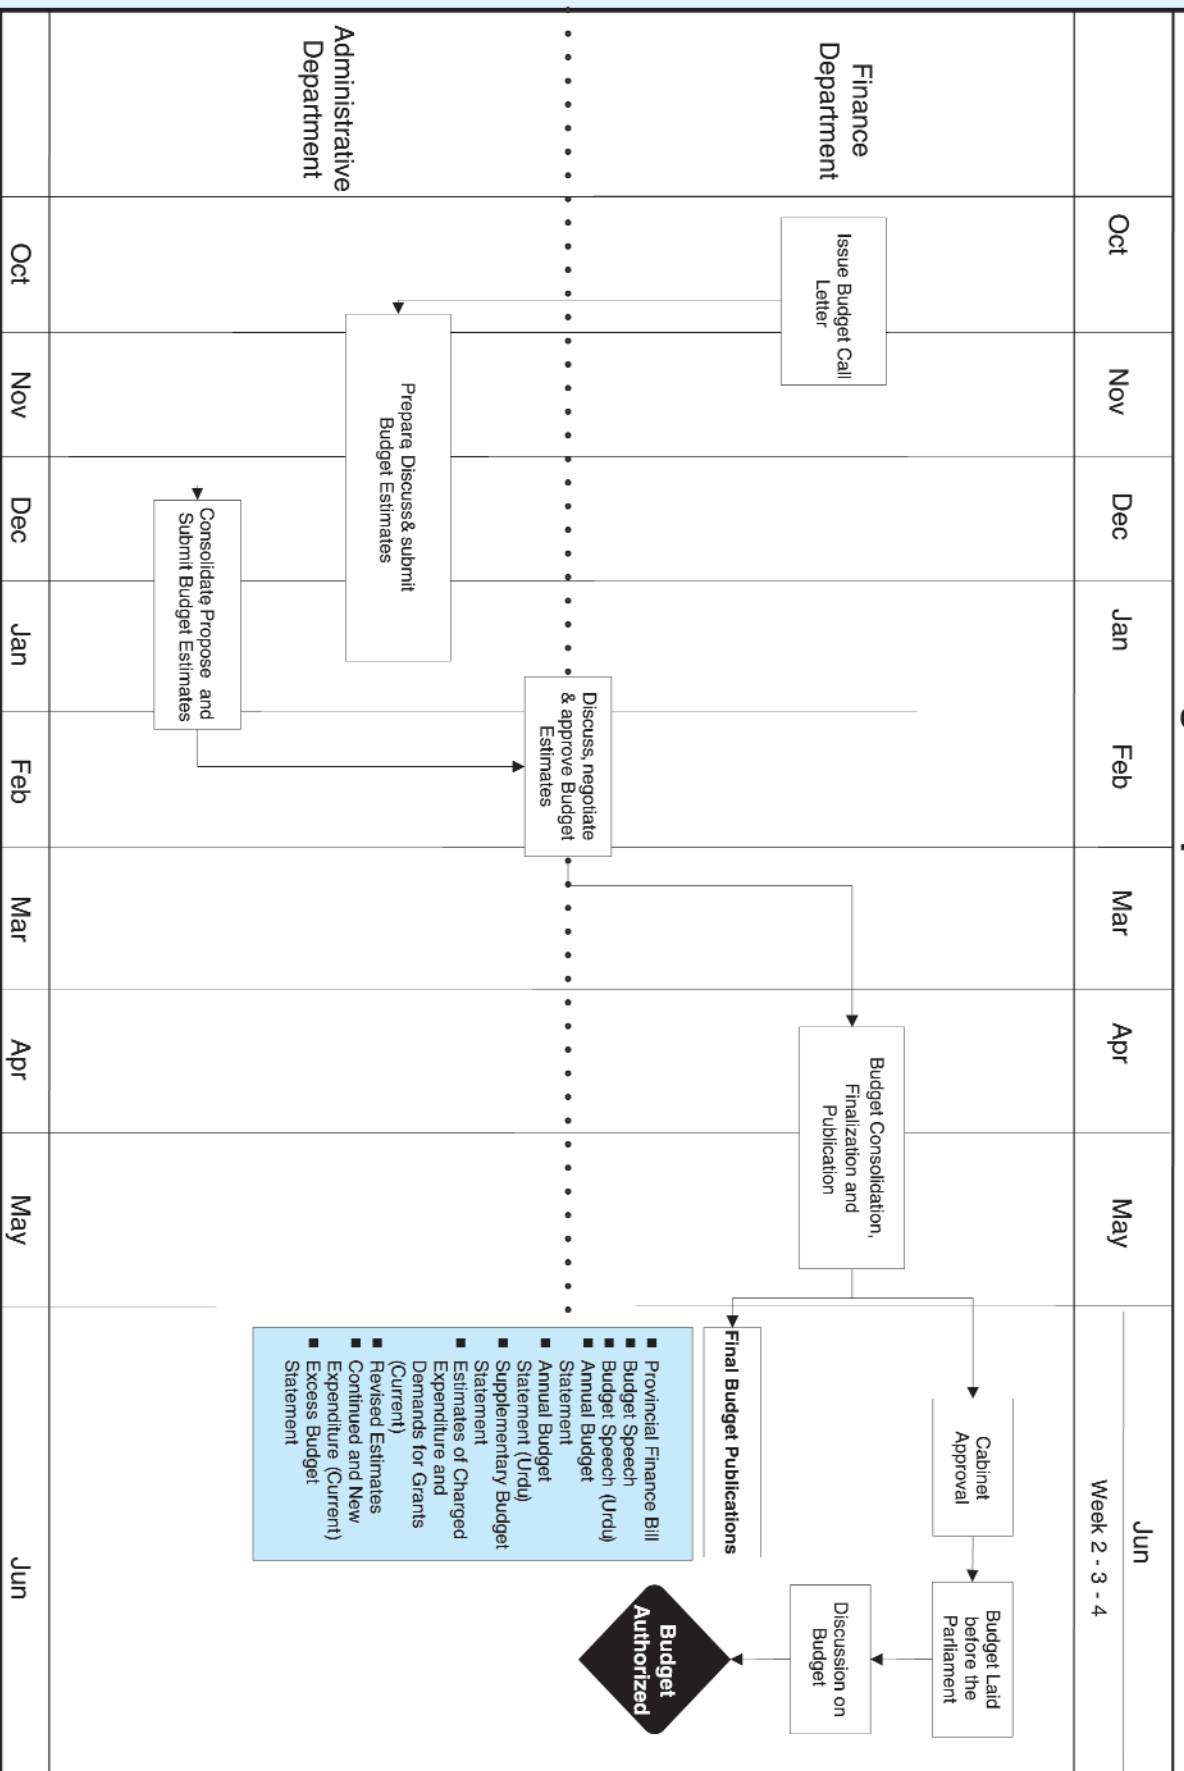 Oct
Nov
Dec
Jan
Feb
Mar
Apr
May
Jun
Week 2 - 3 - 4
Finance
Department
Issue Budget Call
Letter
Budget Consolidation,
Finalization and
Publication
Cabinet
Approval
Budget Laid
before the
Parliament
Discussion on
Budget
Budget
Authorized
Final Budget Publications
■ Provincial Finance Bill
■ Budget Speech
■ Budget Speech (Urdu)
■ Annual Budget
Statement
■ Annual Budget
Statement (Urdu)
■ Supplementary Budget
Statement
■ Estimates of Charged
Expenditure and
Demands for Grants
(Current)
■ Revised Estimates
■ Continued and New
Expenditure (Current)
■ Excess Budget
Statement
Discuss, negotiate
& approve Budget
Estimates
Administrative
Department
Prepare, Discuss& submit
Budget Estimates
Consolidate, Propose and
Submit Budget Estimates
Oct
Nov
Dec
Jan
Feb
Mar
Apr
May
Jun